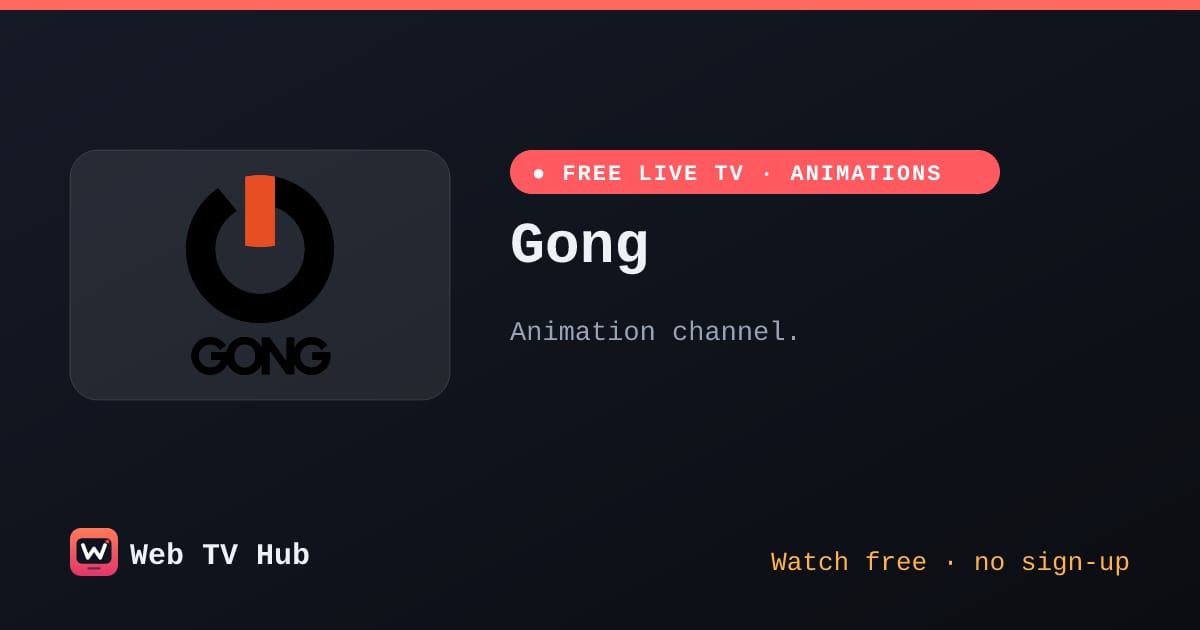 GONG
● FREE LIVE TV · ANIMATIONS
Gong
Animation channel.
W
Web TV Hub
Watch free · no sign-up